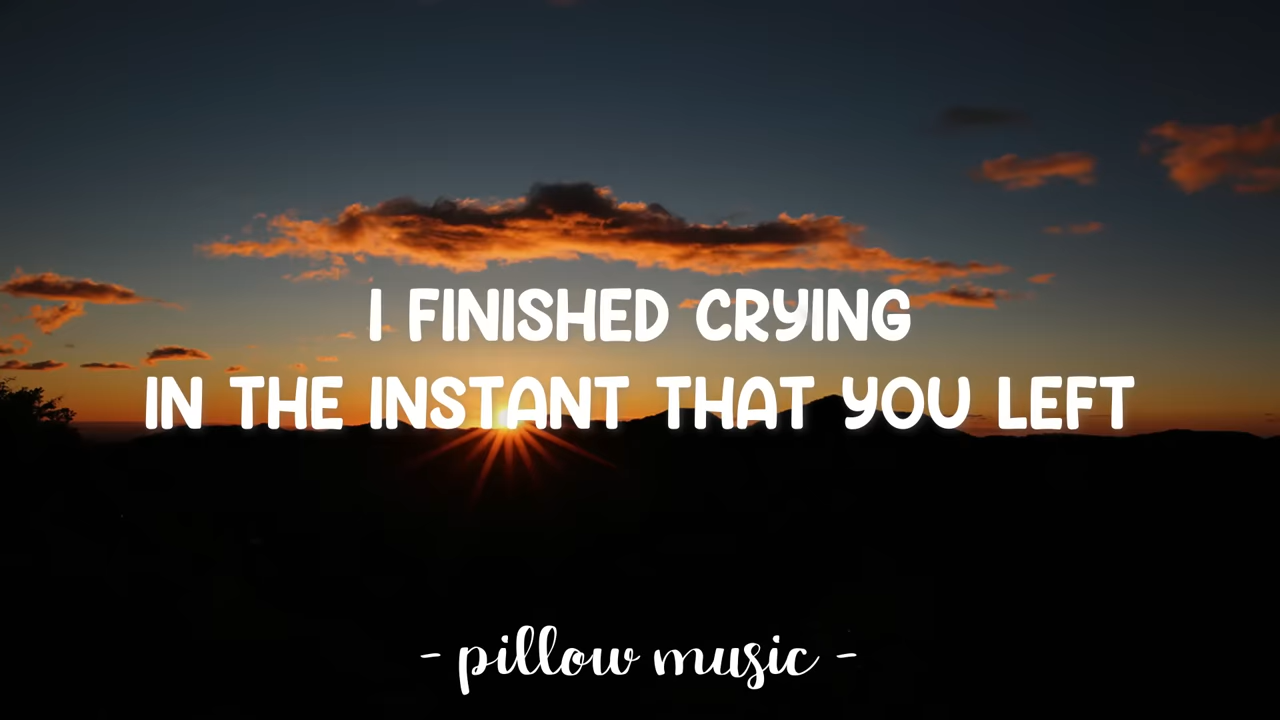 I FINISHED CRYING
IN THE INSTANT THAT YOU LEFT
- pillow music -